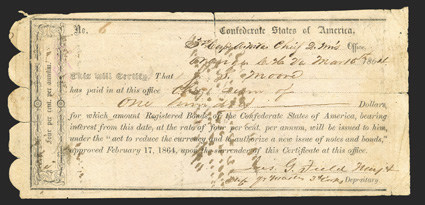 No. 6
Confederate States of America,
Chief Office,
186
This will Certify, That
Moore
has paid in at this office
One hundred Dollars,
for which amount Registered Bonds of the Confederate States of America, bearing
interest from this date, at the rate of four per cent. per annum, will be issued to him,
under the "act to reduce the currency and to authorize a new issue of notes and bonds,"
approved February 17, 1864, upon the surrender of this Certificate at this office.
G. Field
Depositary.
Four per cent. per annum.